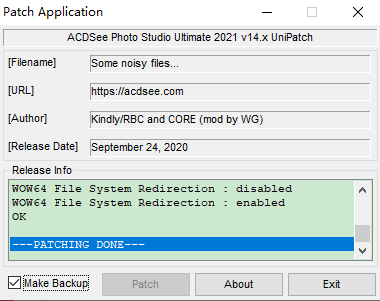 Patch Application
ACDSee Photo Studio Ultimate 2021 v14.x UniPatch
[Filename] Some noisy files...
[URL] https://acdsee.com
[Author] Kindly/RBC and CORE (mod by WG)
[Release Date] September 24, 2020
Release Info
WOW64 File System Redirection : disabled
WOW64 File System Redirection : enabled
OK
---PATCHING DONE---
Make Backup Patch About Exit